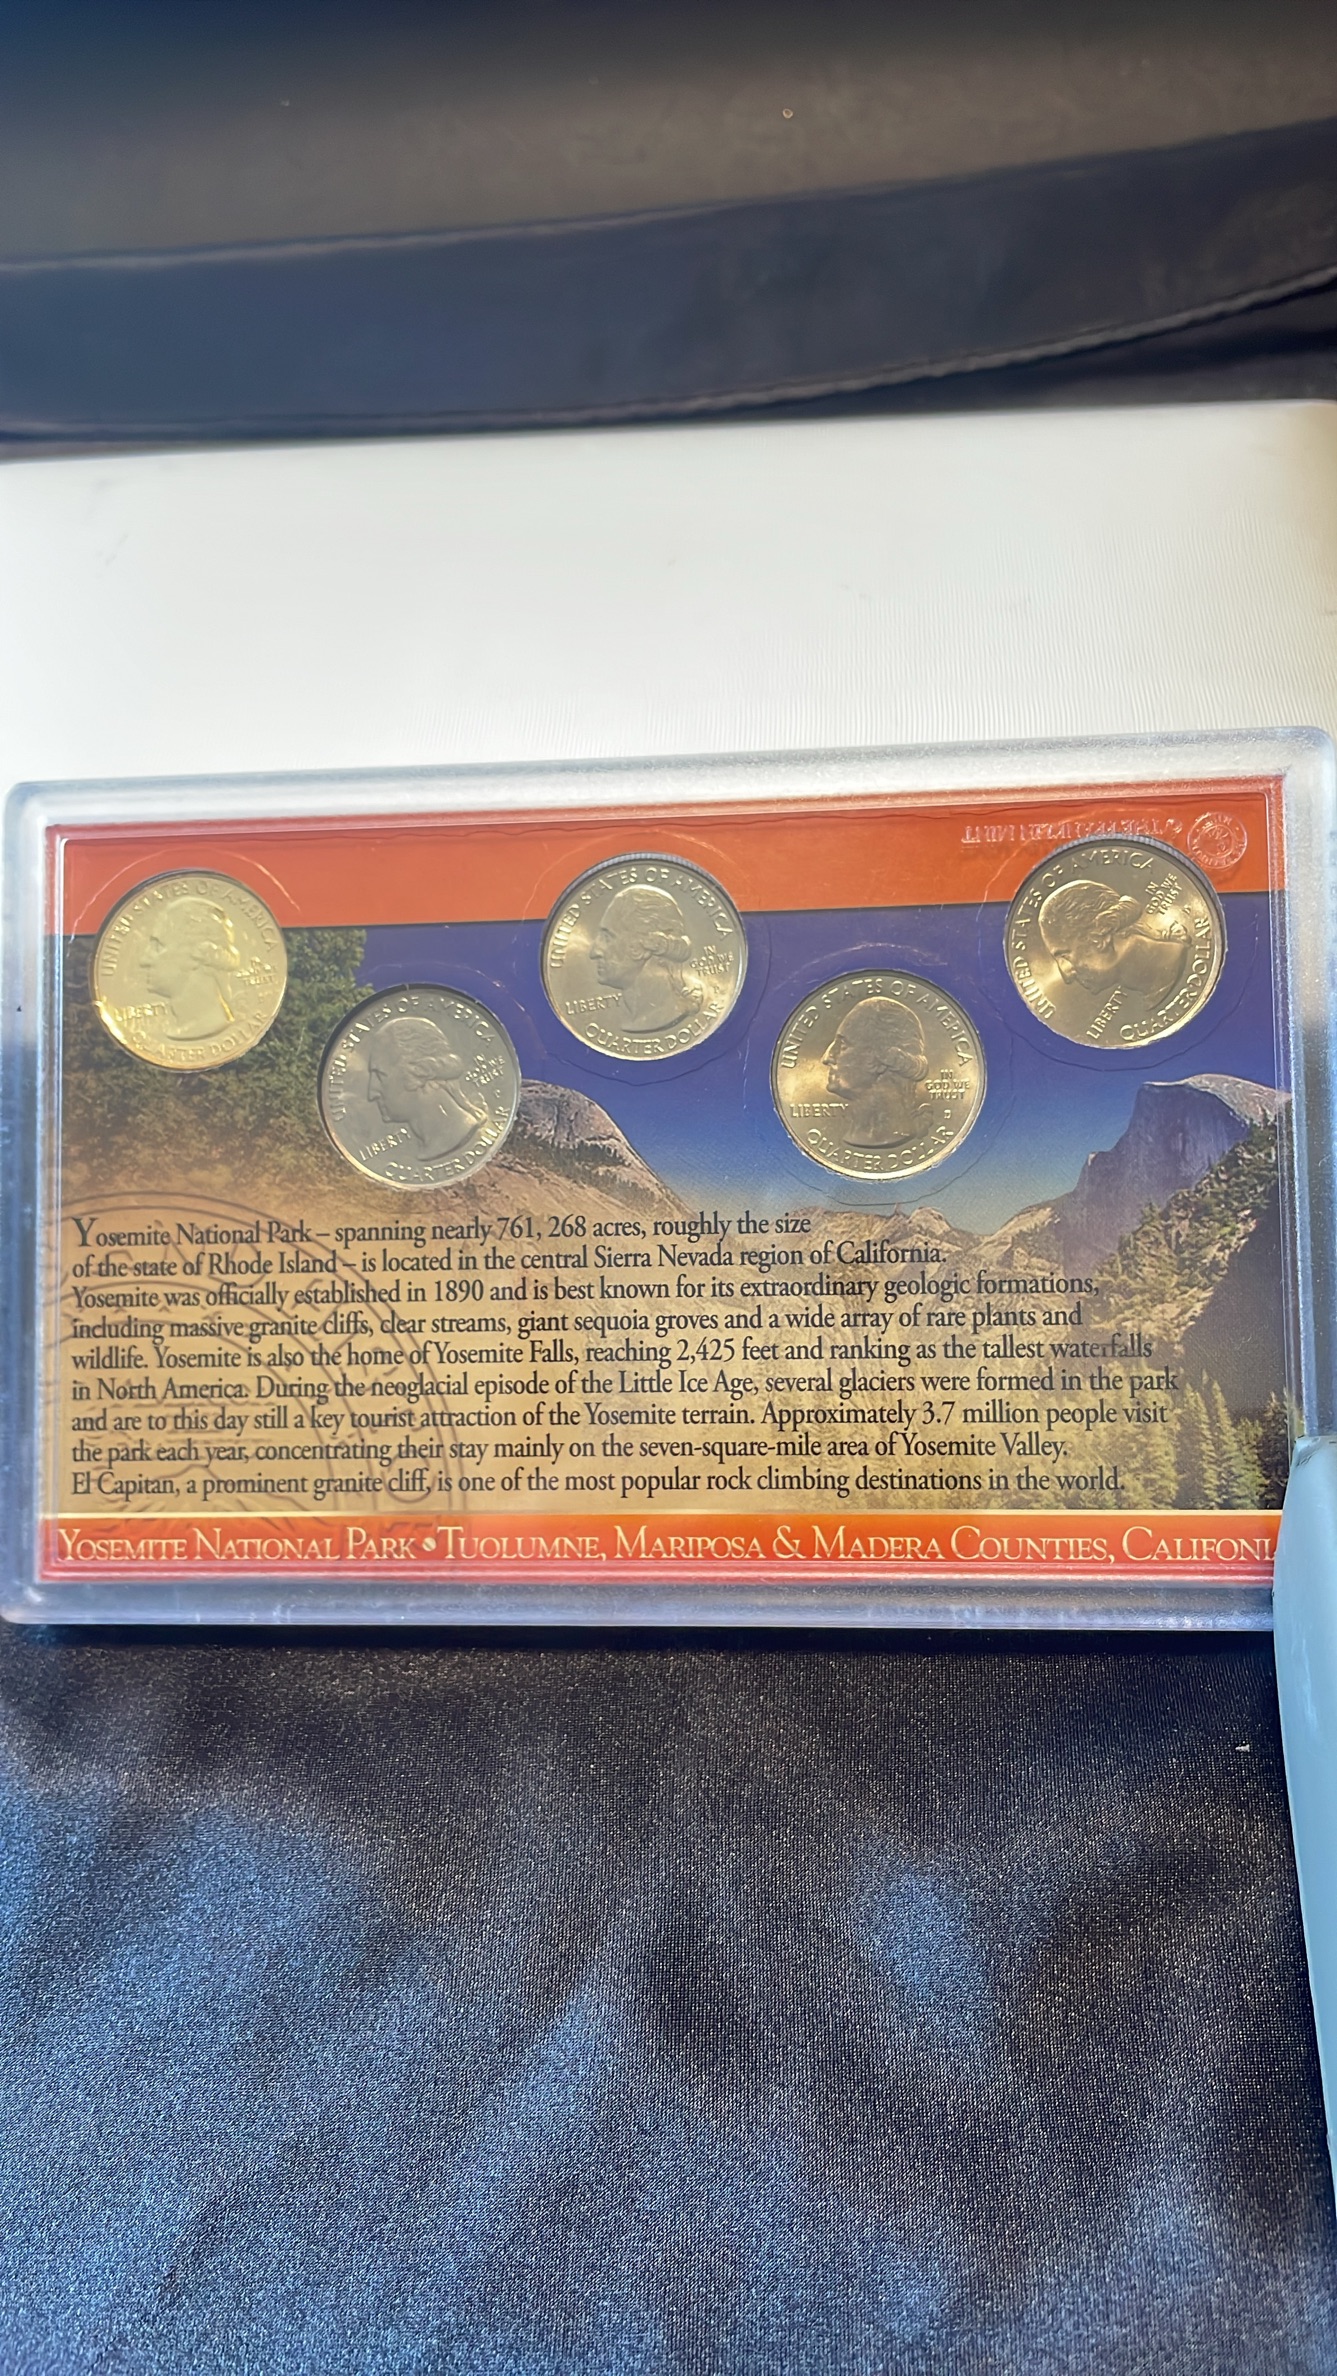 UNITED STATES OF AMERICA
LIBERTY
TRUST
QUARTER DOLLAR
UNITED STATES OF AMERICA
IN
GOD WE
TRUST
LIBERTY
QUARTER DOLLAR
UNITED STATES OF AMERICA
IN
GOD WE
TRUST
LIBERTY
P
QUARTER DOLLAR
UNITED STATES OF AMERICA
IN
GOD WE
TRUST
LIBERTY
D
QUARTER DOLLAR
UNITED STATES OF AMERICA
IN
GOD WE
TRUST
LIBERTY
QUARTER DOLLAR
Yosemite National Park – spanning nearly 761, 268 acres, roughly the size
of the state of Rhode Island – is located in the central Sierra Nevada region of California.
Yosemite was officially established in 1890 and is best known for its extraordinary geologic formations,
including massive granite cliffs, clear streams, giant sequoia groves and a wide array of rare plants and
wildlife. Yosemite is also the home of Yosemite Falls, reaching 2,425 feet and ranking as the tallest waterfalls
in North America. During the neoglacial episode of the Little Ice Age, several glaciers were formed in the park
and are to this day still a key tourist attraction of the Yosemite terrain. Approximately 3.7 million people visit
the park each year, concentrating their stay mainly on the seven-square-mile area of Yosemite Valley.
El Capitan, a prominent granite cliff, is one of the most popular rock climbing destinations in the world.
YOSEMITE NATIONAL PARK • TUOLUMNE, MARIPOSA & MADERA COUNTIES, CALIFONI